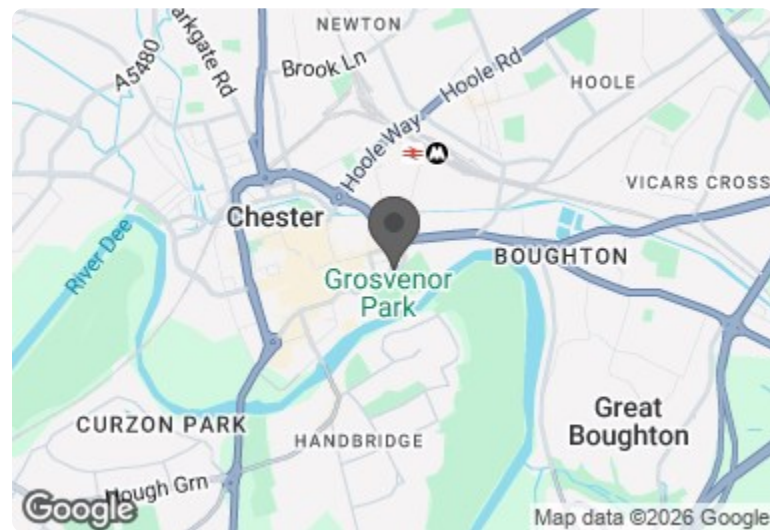 NEWTON
Parkgate Rd
A5480
Brook Ln
Hoole Rd
HOOLE
Hoole Way
VICARS CROSS
Chester
River Dee
BOUGHTON
Grosvenor
Park
CURZON PARK
HANDBRIDGE
Great
Boughton
Hough Grn
Google
Map data ©2026 Google